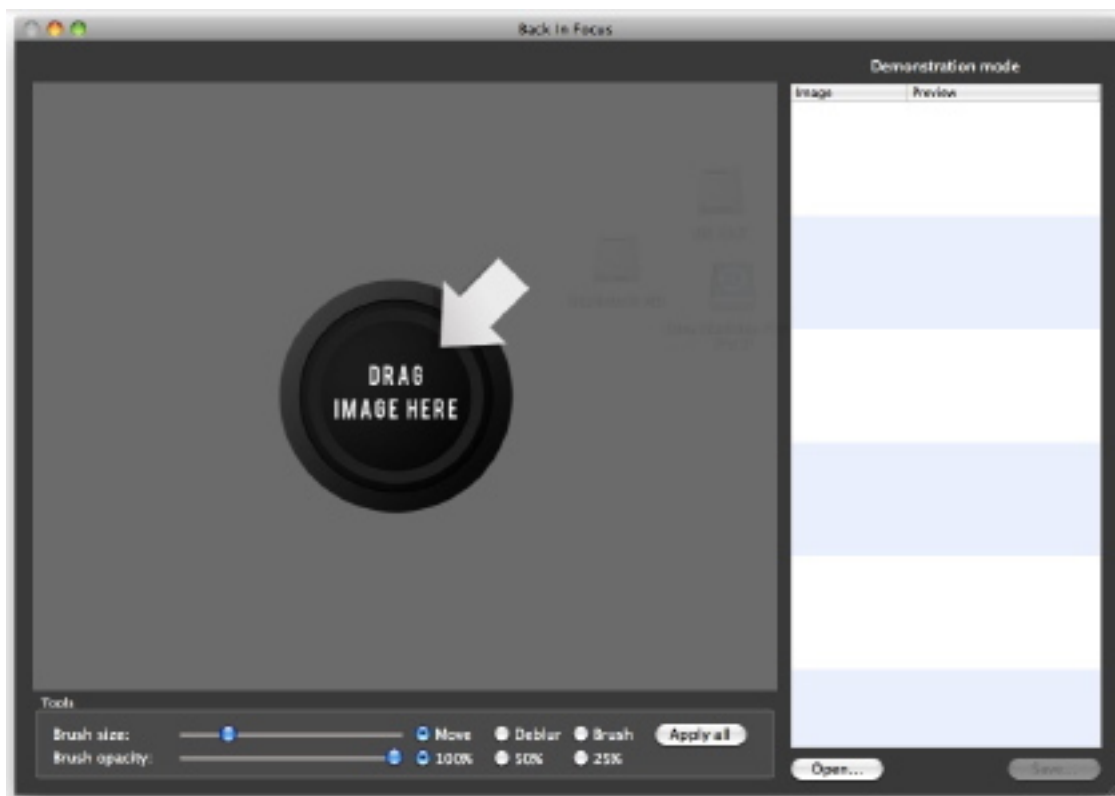 Back In Focus
Demonstration mode
Image Preview
DRAG
IMAGE HERE
Tools
Brush size: Move Deblur Brush Apply all
Brush opacity: 100% 50% 25%
Open... Save...